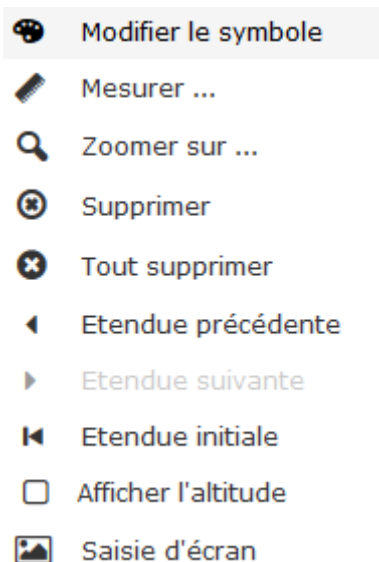 Modifier le symbole
Mesurer ...
Zoomer sur ...
Supprimer
Tout supprimer
Etendue précédente
Etendue suivante
Etendue initiale
Afficher l'altitude
Saisie d'écran